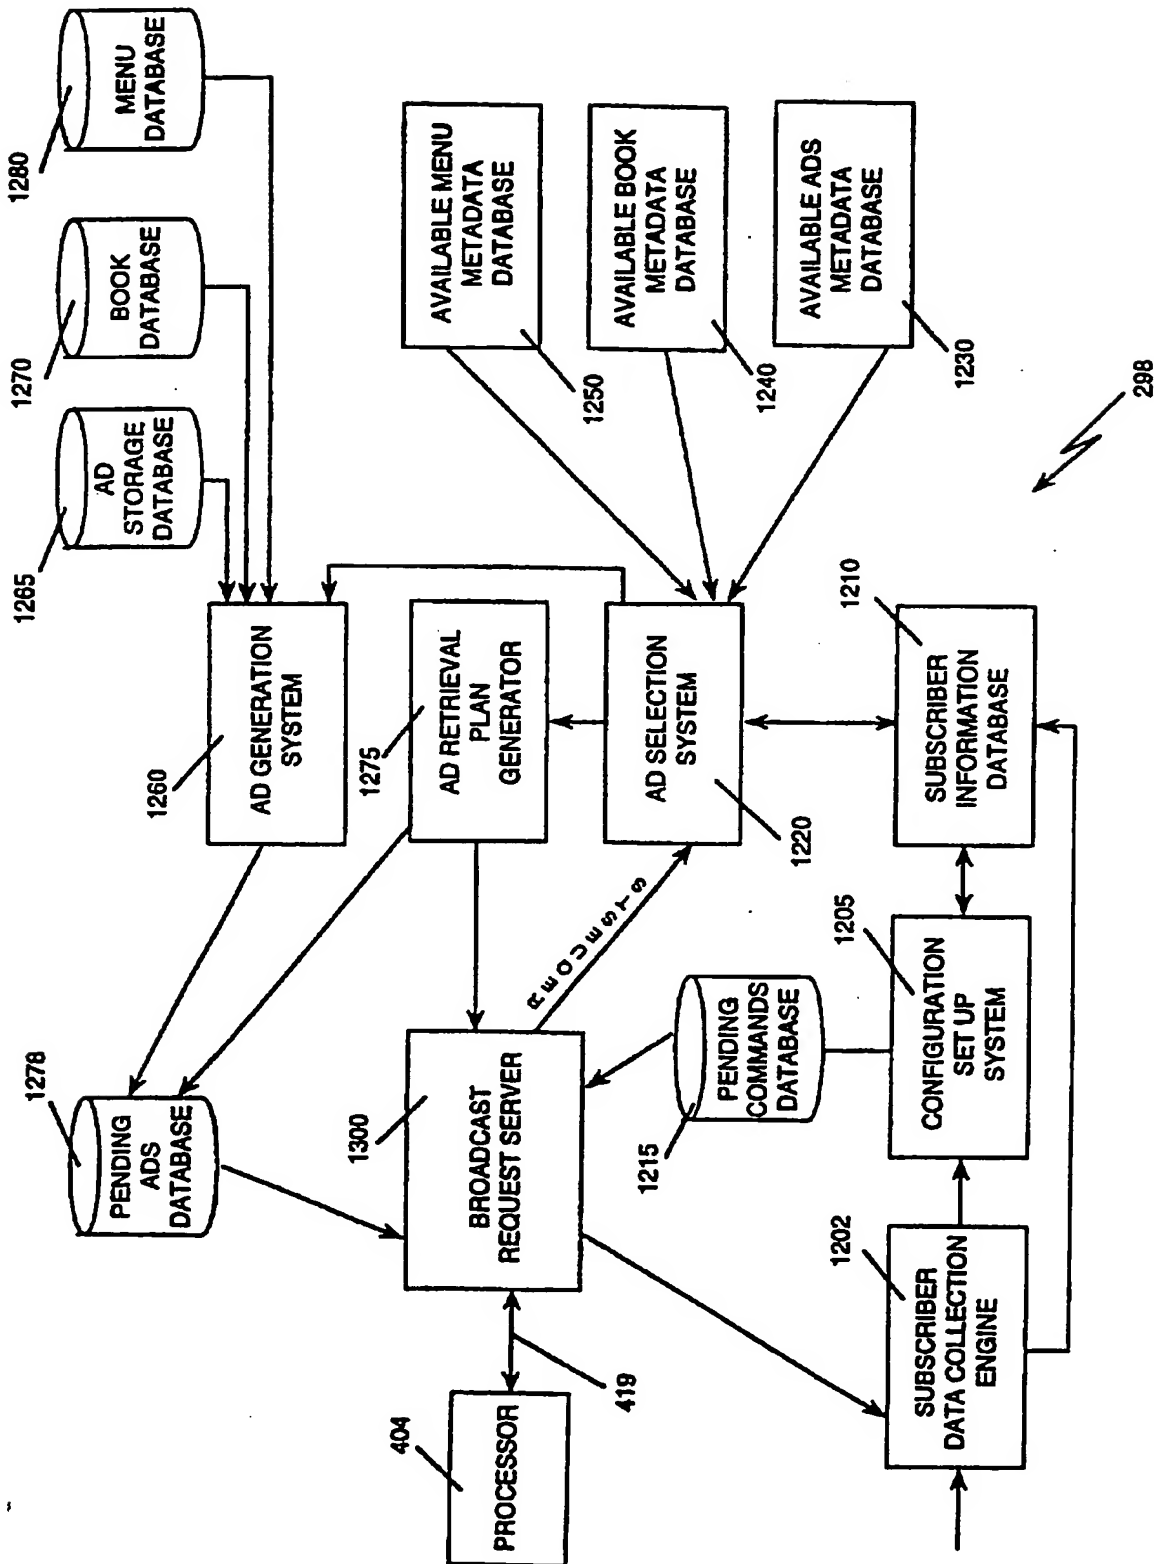 1278
PENDING
ADS
DATABASE
1260
AD GENERATION
SYSTEM
1265
AD
STORAGE
DATABASE
1270
BOOK
DATABASE
1280
MENU
DATABASE
404
PROCESSOR
419
1300
BROADCAST
REQUEST SERVER
1275
AD RETRIEVAL
PLAN
GENERATOR
AVAILABLE MENU
METADATA
DATABASE
1250
REQUESTS
AD SELECTION
SYSTEM
1220
AVAILABLE BOOK
METADATA
DATABASE
1240
1215
PENDING
COMMANDS
DATABASE
AVAILABLE ADS
METADATA
DATABASE
1230
1202
SUBSCRIBER
DATA COLLECTION
ENGINE
1205
CONFIGURATION
SET UP
SYSTEM
1210
SUBSCRIBER
INFORMATION
DATABASE
298